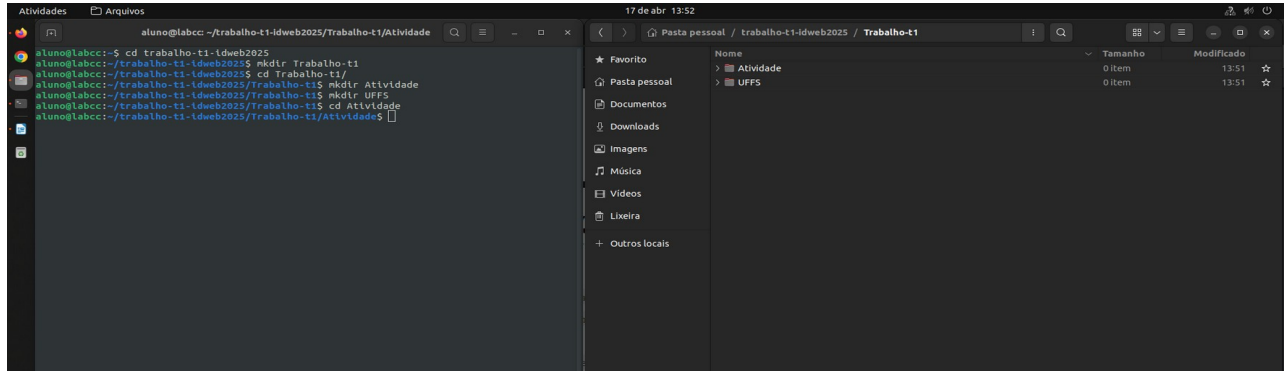 Atividades Arquivos 17 de abr 13:52
aluno@labcc: ~/trabalho-t1-idweb2025/Trabalho-t1/Atividade
aluno@labcc:~$ cd trabalho-t1-idweb2025
aluno@labcc:~/trabalho-t1-idweb2025$ mkdir Trabalho-t1
aluno@labcc:~/trabalho-t1-idweb2025$ cd Trabalho-t1/
aluno@labcc:~/trabalho-t1-idweb2025/Trabalho-t1$ mkdir Atividade
aluno@labcc:~/trabalho-t1-idweb2025/Trabalho-t1$ mkdir UFFS
aluno@labcc:~/trabalho-t1-idweb2025/Trabalho-t1$ cd Atividade
aluno@labcc:~/trabalho-t1-idweb2025/Trabalho-t1/Atividade$
Pasta pessoal / trabalho-t1-idweb2025 / Trabalho-t1
Favorito
Pasta pessoal
Documentos
Downloads
Imagens
Música
Vídeos
Lixeira
+ Outros locais
Nome Tamanho Modificado
Atividade 0 item 13:51
UFFS 0 item 13:51